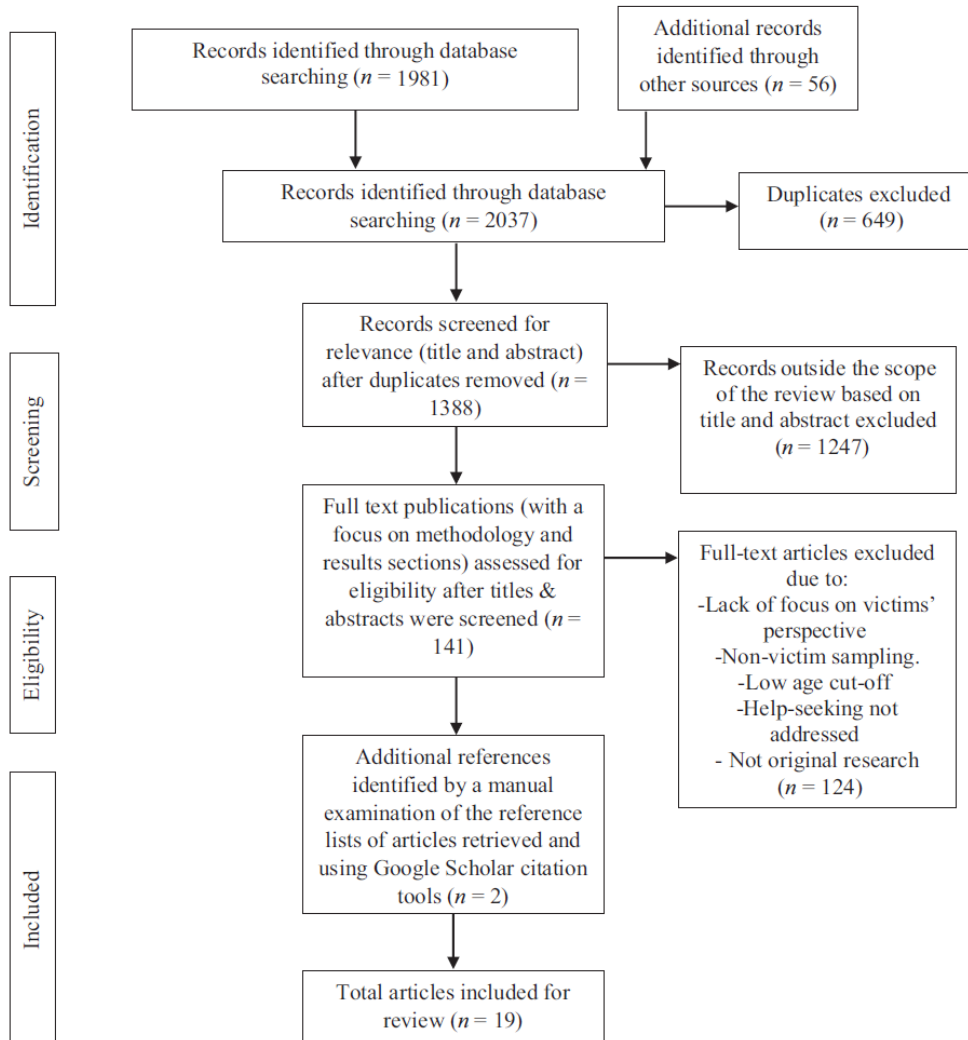 Identification
Records identified through database
searching (n = 1981)
Additional records
identified through
other sources (n = 56)
Records identified through database
searching (n = 2037)
Duplicates excluded
(n = 649)
Screening
Records screened for
relevance (title and abstract)
after duplicates removed (n =
1388)
Records outside the scope
of the review based on
title and abstract excluded
(n = 1247)
Eligibility
Full text publications (with a
focus on methodology and
results sections) assessed for
eligibility after titles &
abstracts were screened (n =
141)
Full-text articles excluded
due to:
-Lack of focus on victims’
perspective
-Non-victim sampling.
-Low age cut-off
-Help-seeking not
addressed
- Not original research
(n = 124)
Included
Additional references
identified by a manual
examination of the reference
lists of articles retrieved and
using Google Scholar citation
tools (n = 2)
Total articles included for
review (n = 19)